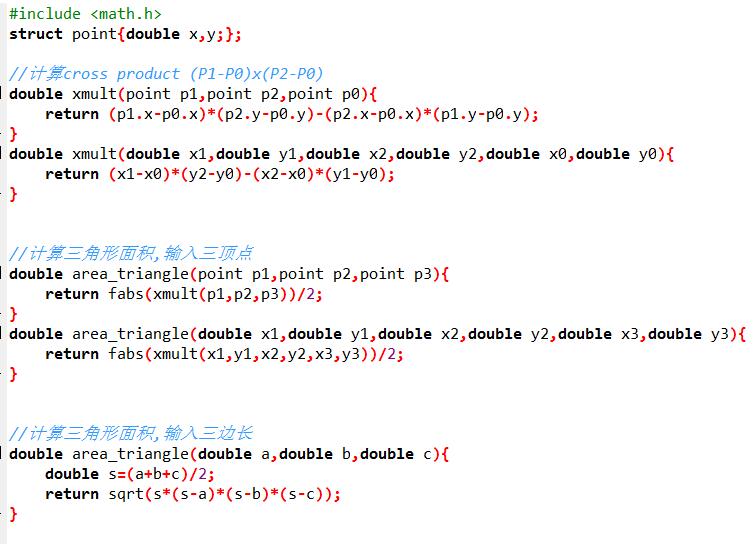 #include <math.h>
struct point{double x,y;};
//计算cross product (P1-P0)x(P2-P0)
double xmult(point p1,point p2,point p0){
    return (p1.x-p0.x)*(p2.y-p0.y)-(p2.x-p0.x)*(p1.y-p0.y);
}
double xmult(double x1,double y1,double x2,double y2,double x0,double y0){
    return (x1-x0)*(y2-y0)-(x2-x0)*(y1-y0);
}
//计算三角形面积,输入三顶点
double area_triangle(point p1,point p2,point p3){
    return fabs(xmult(p1,p2,p3))/2;
}
double area_triangle(double x1,double y1,double x2,double y2,double x3,double y3){
    return fabs(xmult(x1,y1,x2,y2,x3,y3))/2;
}
//计算三角形面积,输入三边长
double area_triangle(double a,double b,double c){
    double s=(a+b+c)/2;
    return sqrt(s*(s-a)*(s-b)*(s-c));
}